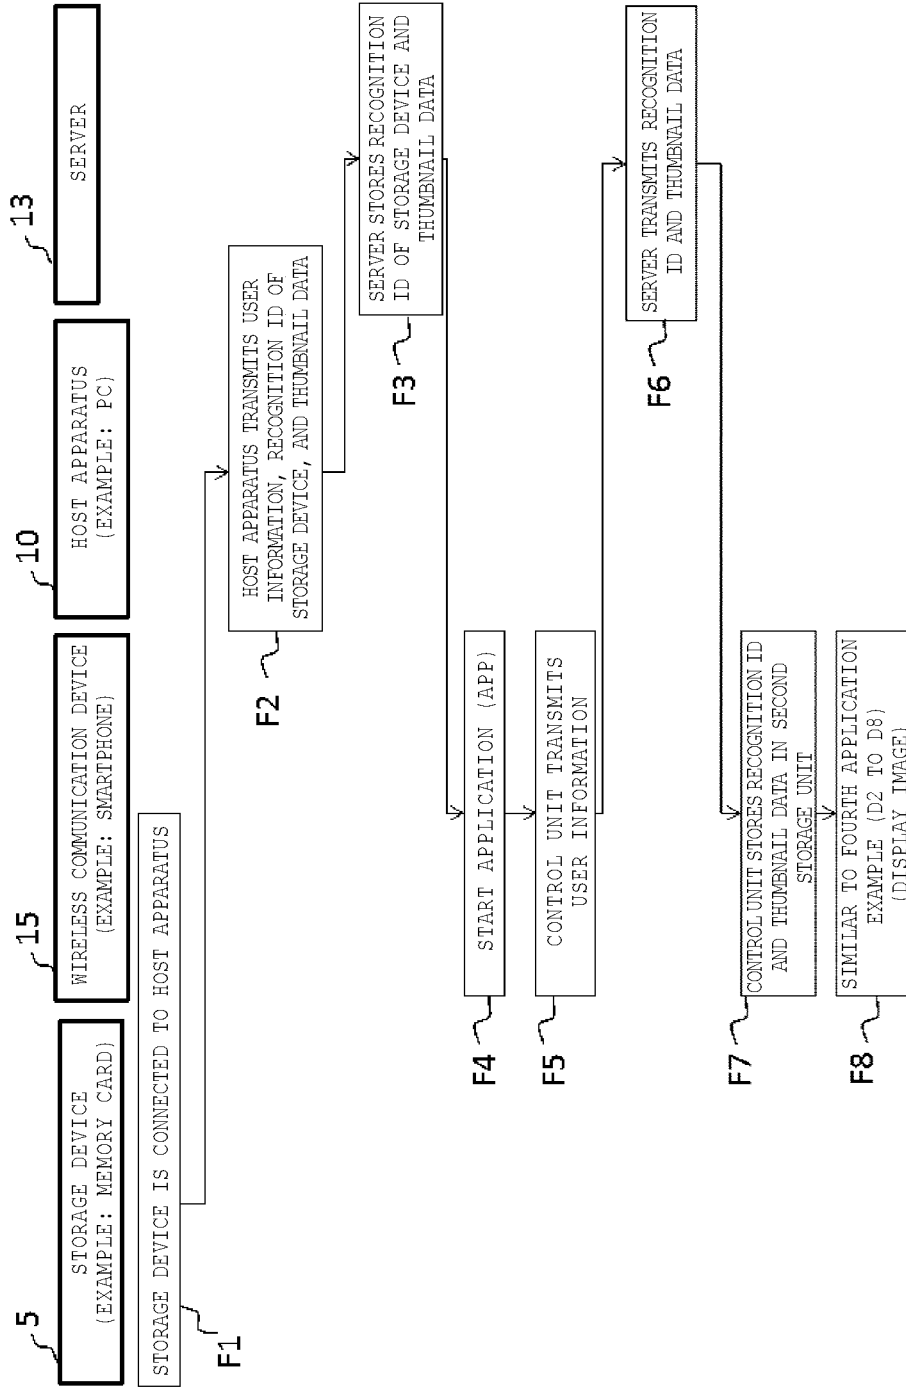 5
STORAGE DEVICE
(EXAMPLE: MEMORY CARD)
15
WIRELESS COMMUNICATION DEVICE
(EXAMPLE: SMARTPHONE)
10
HOST APPARATUS
(EXAMPLE: PC)
13
SERVER
STORAGE DEVICE IS CONNECTED TO HOST APPARATUS
F1
HOST APPARATUS TRANSMITS USER
INFORMATION, RECOGNITION ID OF
STORAGE DEVICE, AND THUMBNAIL DATA
F2
SERVER STORES RECOGNITION
ID OF STORAGE DEVICE AND
THUMBNAIL DATA
F3
START APPLICATION (APP)
F4
CONTROL UNIT TRANSMITS
USER INFORMATION
F5
SERVER TRANSMITS RECOGNITION
ID AND THUMBNAIL DATA
F6
CONTROL UNIT STORES RECOGNITION ID
AND THUMBNAIL DATA IN SECOND
STORAGE UNIT
F7
SIMILAR TO FOURTH APPLICATION
EXAMPLE (D2 TO D8)
(DISPLAY IMAGE)
F8